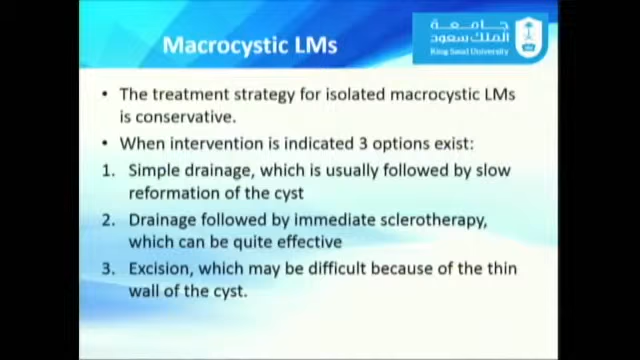 Macrocystic LMs
جامعة
الملك سعود
King Saud University
• The treatment strategy for isolated macrocystic LMs
is conservative.
• When intervention is indicated 3 options exist:
1. Simple drainage, which is usually followed by slow
reformation of the cyst
2. Drainage followed by immediate sclerotherapy,
which can be quite effective
3. Excision, which may be difficult because of the thin
wall of the cyst.